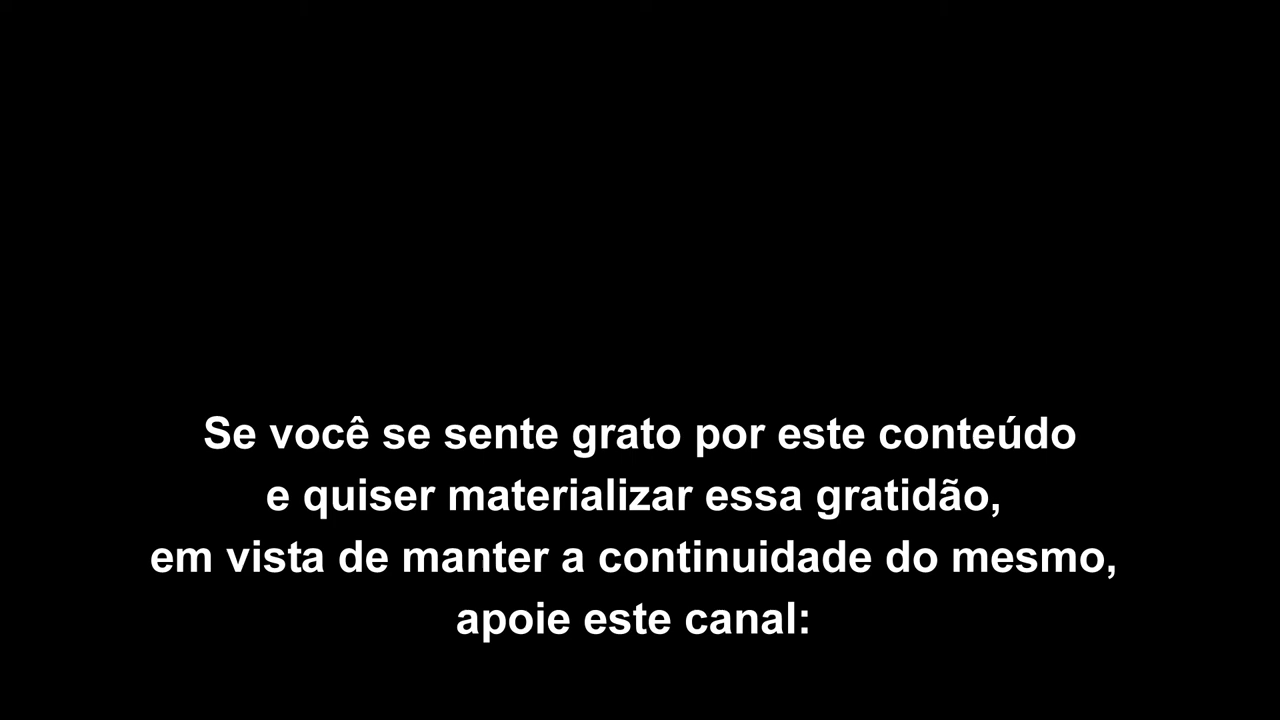 Se você se sente grato por este conteúdo
e quiser materializar essa gratidão,
em vista de manter a continuidade do mesmo,
apoie este canal: